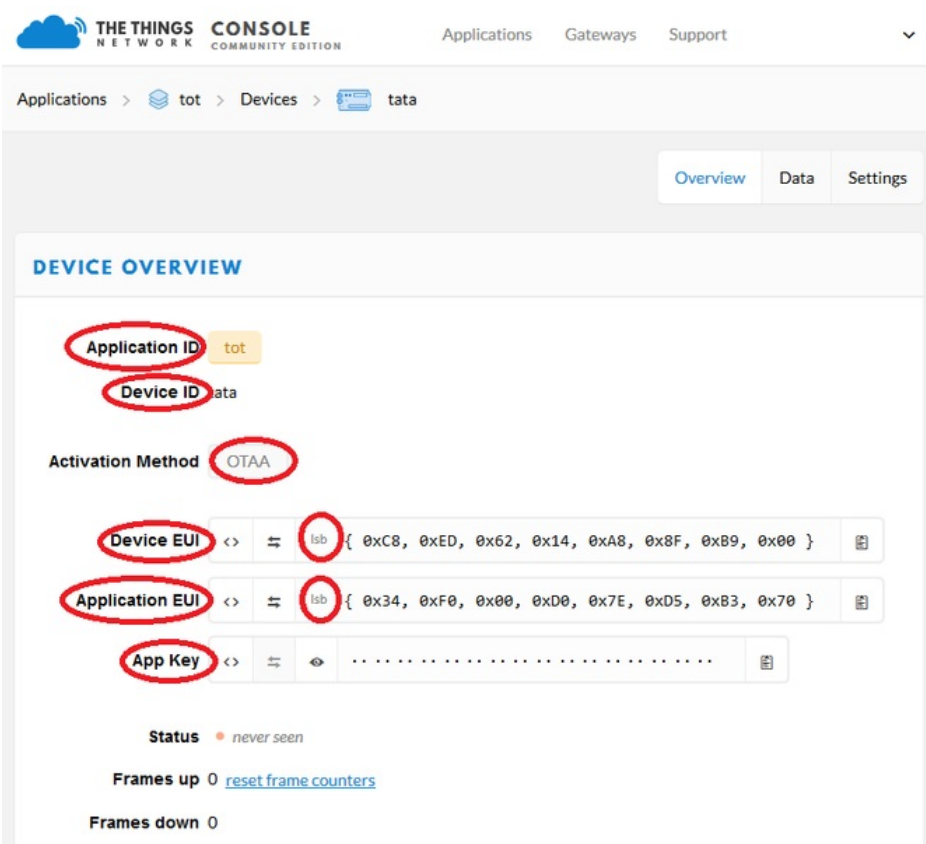 THE THINGS NETWORK CONSOLE COMMUNITY EDITION Applications Gateways Support
Applications > tot > Devices > tata
Overview Data Settings
DEVICE OVERVIEW
Application ID tot
Device ID ata
Activation Method OTAA
Device EUI <> lsb { 0xC8, 0xED, 0x62, 0x14, 0xA8, 0x8F, 0xB9, 0x00 }
Application EUI <> lsb { 0x34, 0xF0, 0x00, 0xD0, 0x7E, 0xD5, 0xB3, 0x70 }
App Key <>
Status never seen
Frames up 0 reset frame counters
Frames down 0